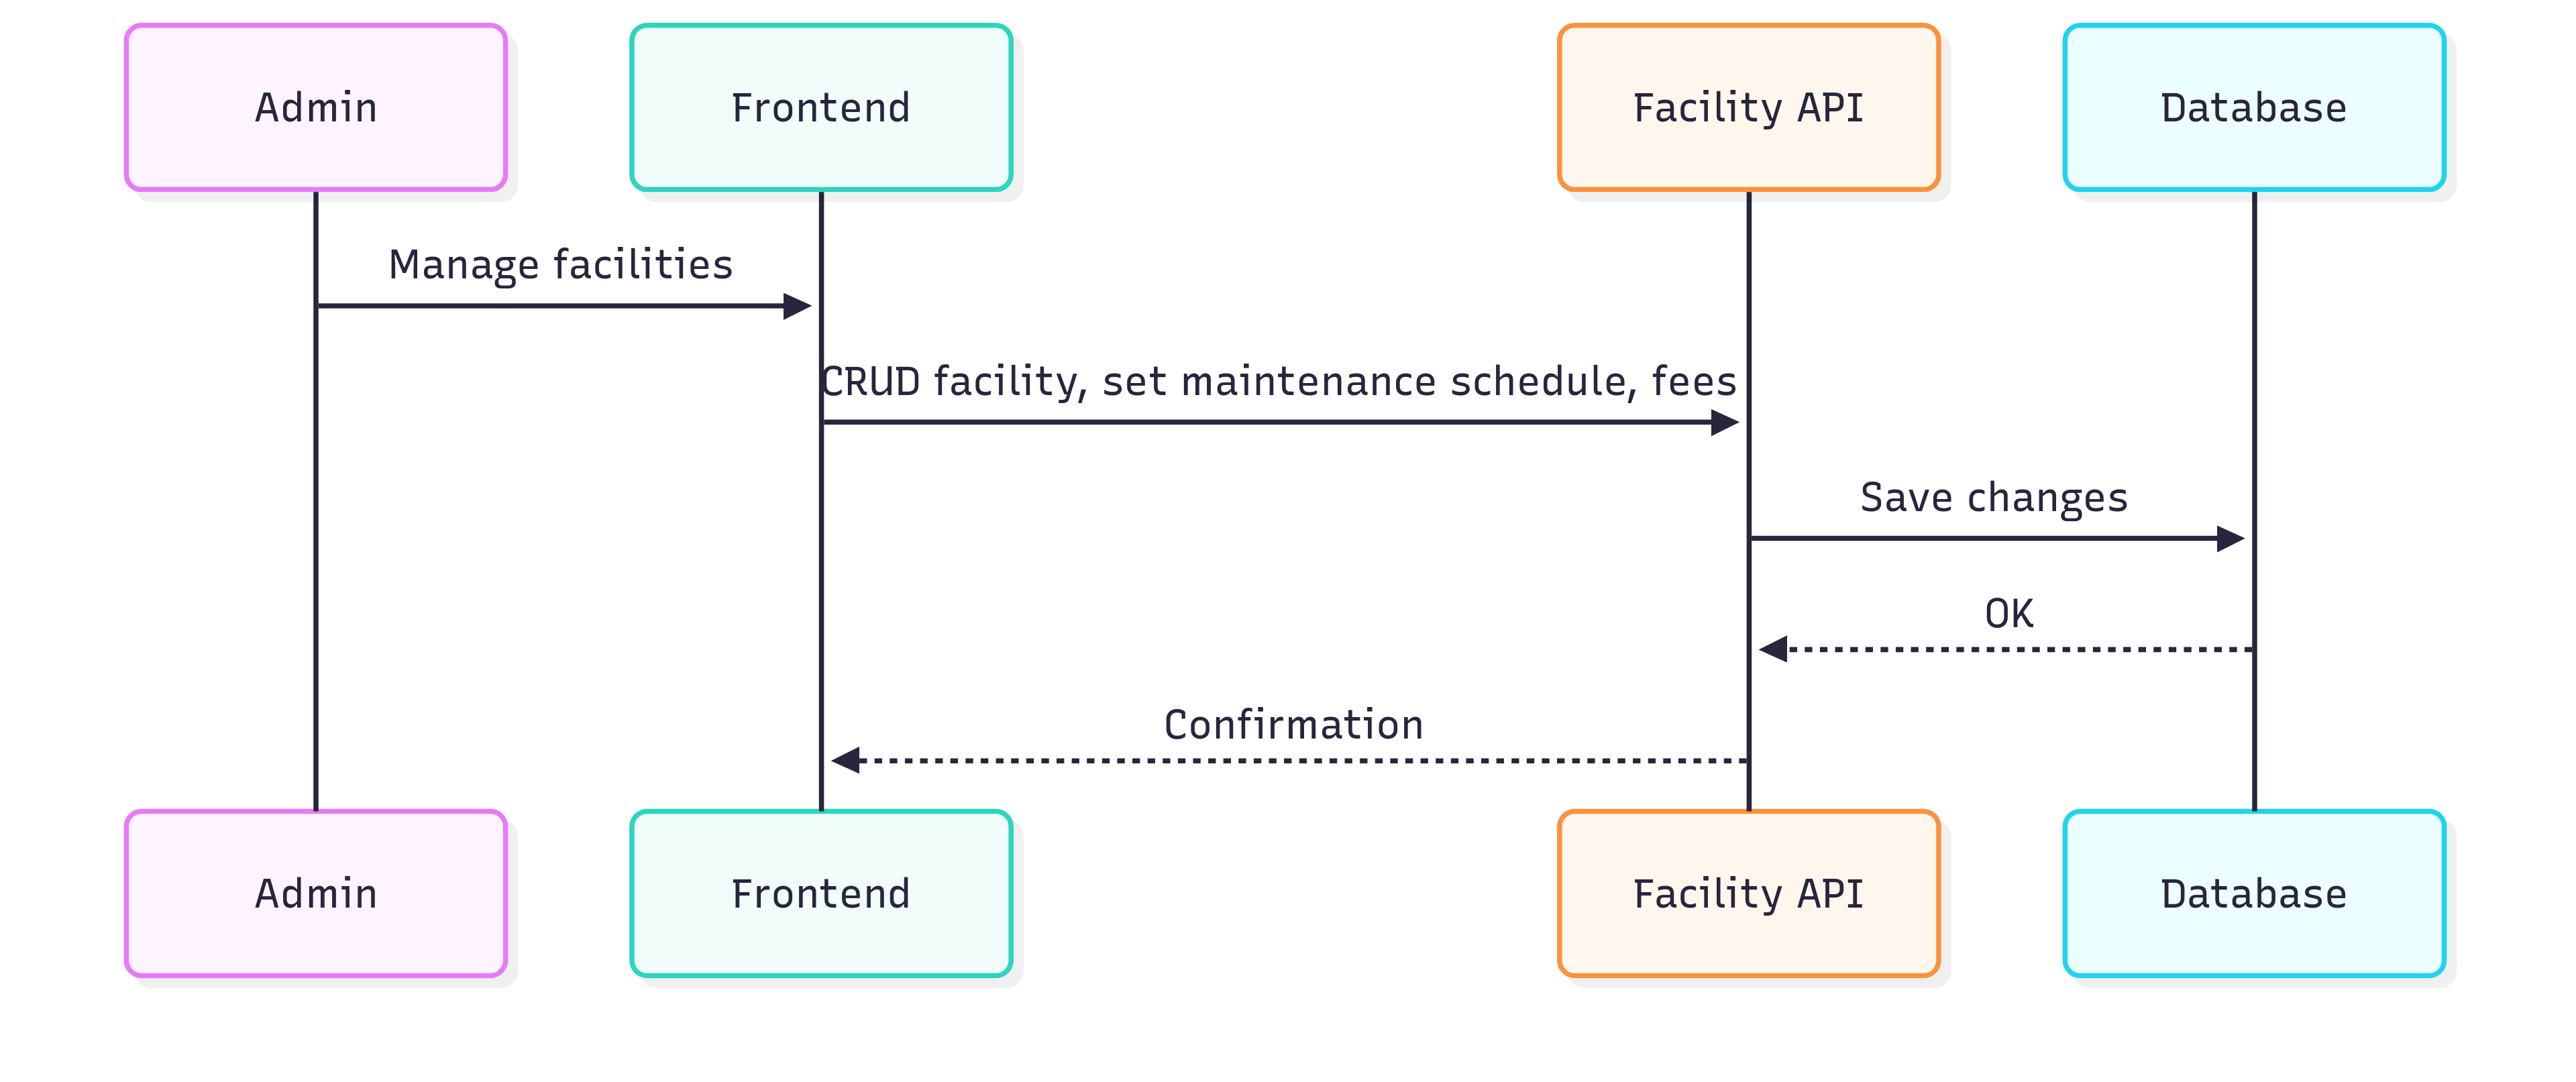 Admin
Frontend
Facility API
Database
Manage facilities
CRUD facility, set maintenance schedule, fees
Save changes
OK
Confirmation
Admin
Frontend
Facility API
Database